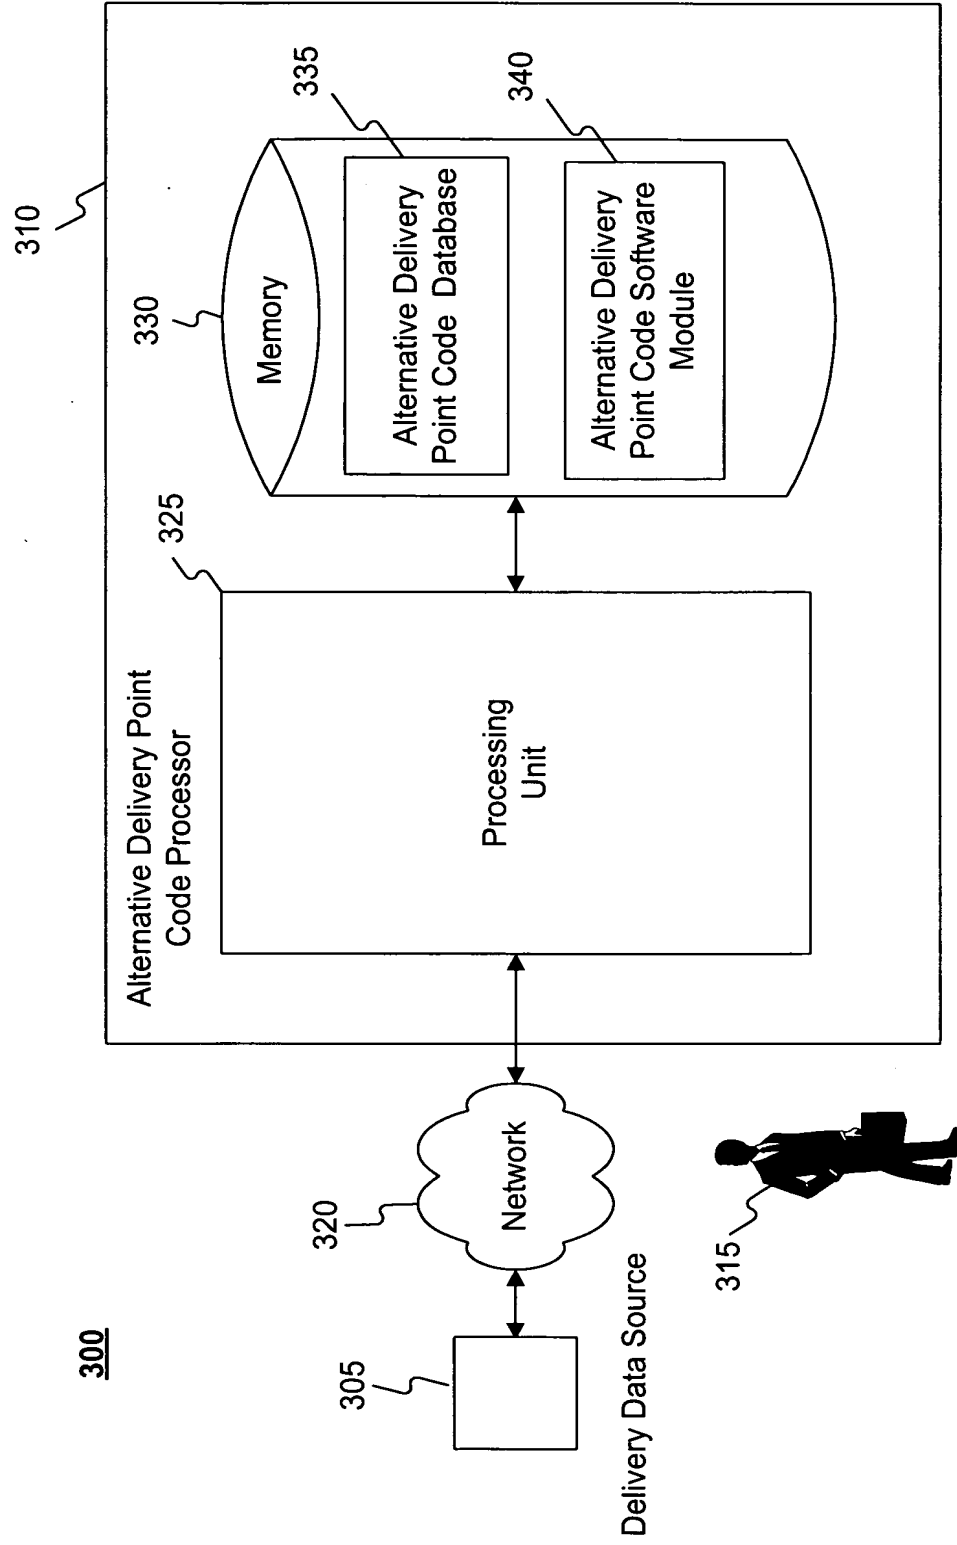 300
310
Alternative Delivery Point
Code Processor
325
330
Memory
335
Alternative Delivery
Point Code Database
340
Alternative Delivery
Point Code Software
Module
Processing
Unit
320
Network
305
Delivery Data Source
315